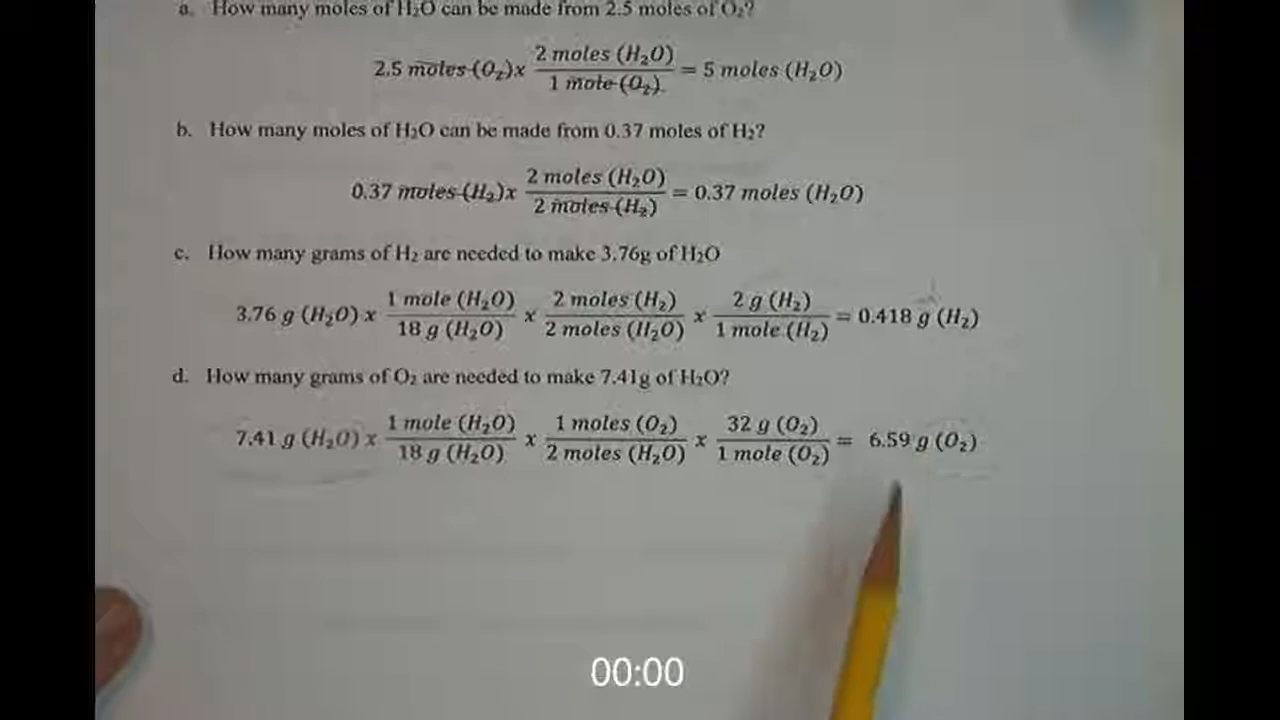 a. How many moles of H₂O can be made from 2.5 moles of O₂?
2.5 moles (O₂)x 2 moles (H₂O) / 1 mole (O₂) = 5 moles (H₂O)
b. How many moles of H₂O can be made from 0.37 moles of H₂?
0.37 moles (H₂)x 2 moles (H₂O) / 2 moles (H₂) = 0.37 moles (H₂O)
c. How many grams of H₂ are needed to make 3.76g of H₂O
3.76 g (H₂O) x 1 mole (H₂O) / 18 g (H₂O) x 2 moles (H₂) / 2 moles (H₂O) x 2 g (H₂) / 1 mole (H₂) = 0.418 g (H₂)
d. How many grams of O₂ are needed to make 7.41g of H₂O?
7.41 g (H₂O) x 1 mole (H₂O) / 18 g (H₂O) x 1 moles (O₂) / 2 moles (H₂O) x 32 g (O₂) / 1 mole (O₂) = 6.59 g (O₂)
00:00